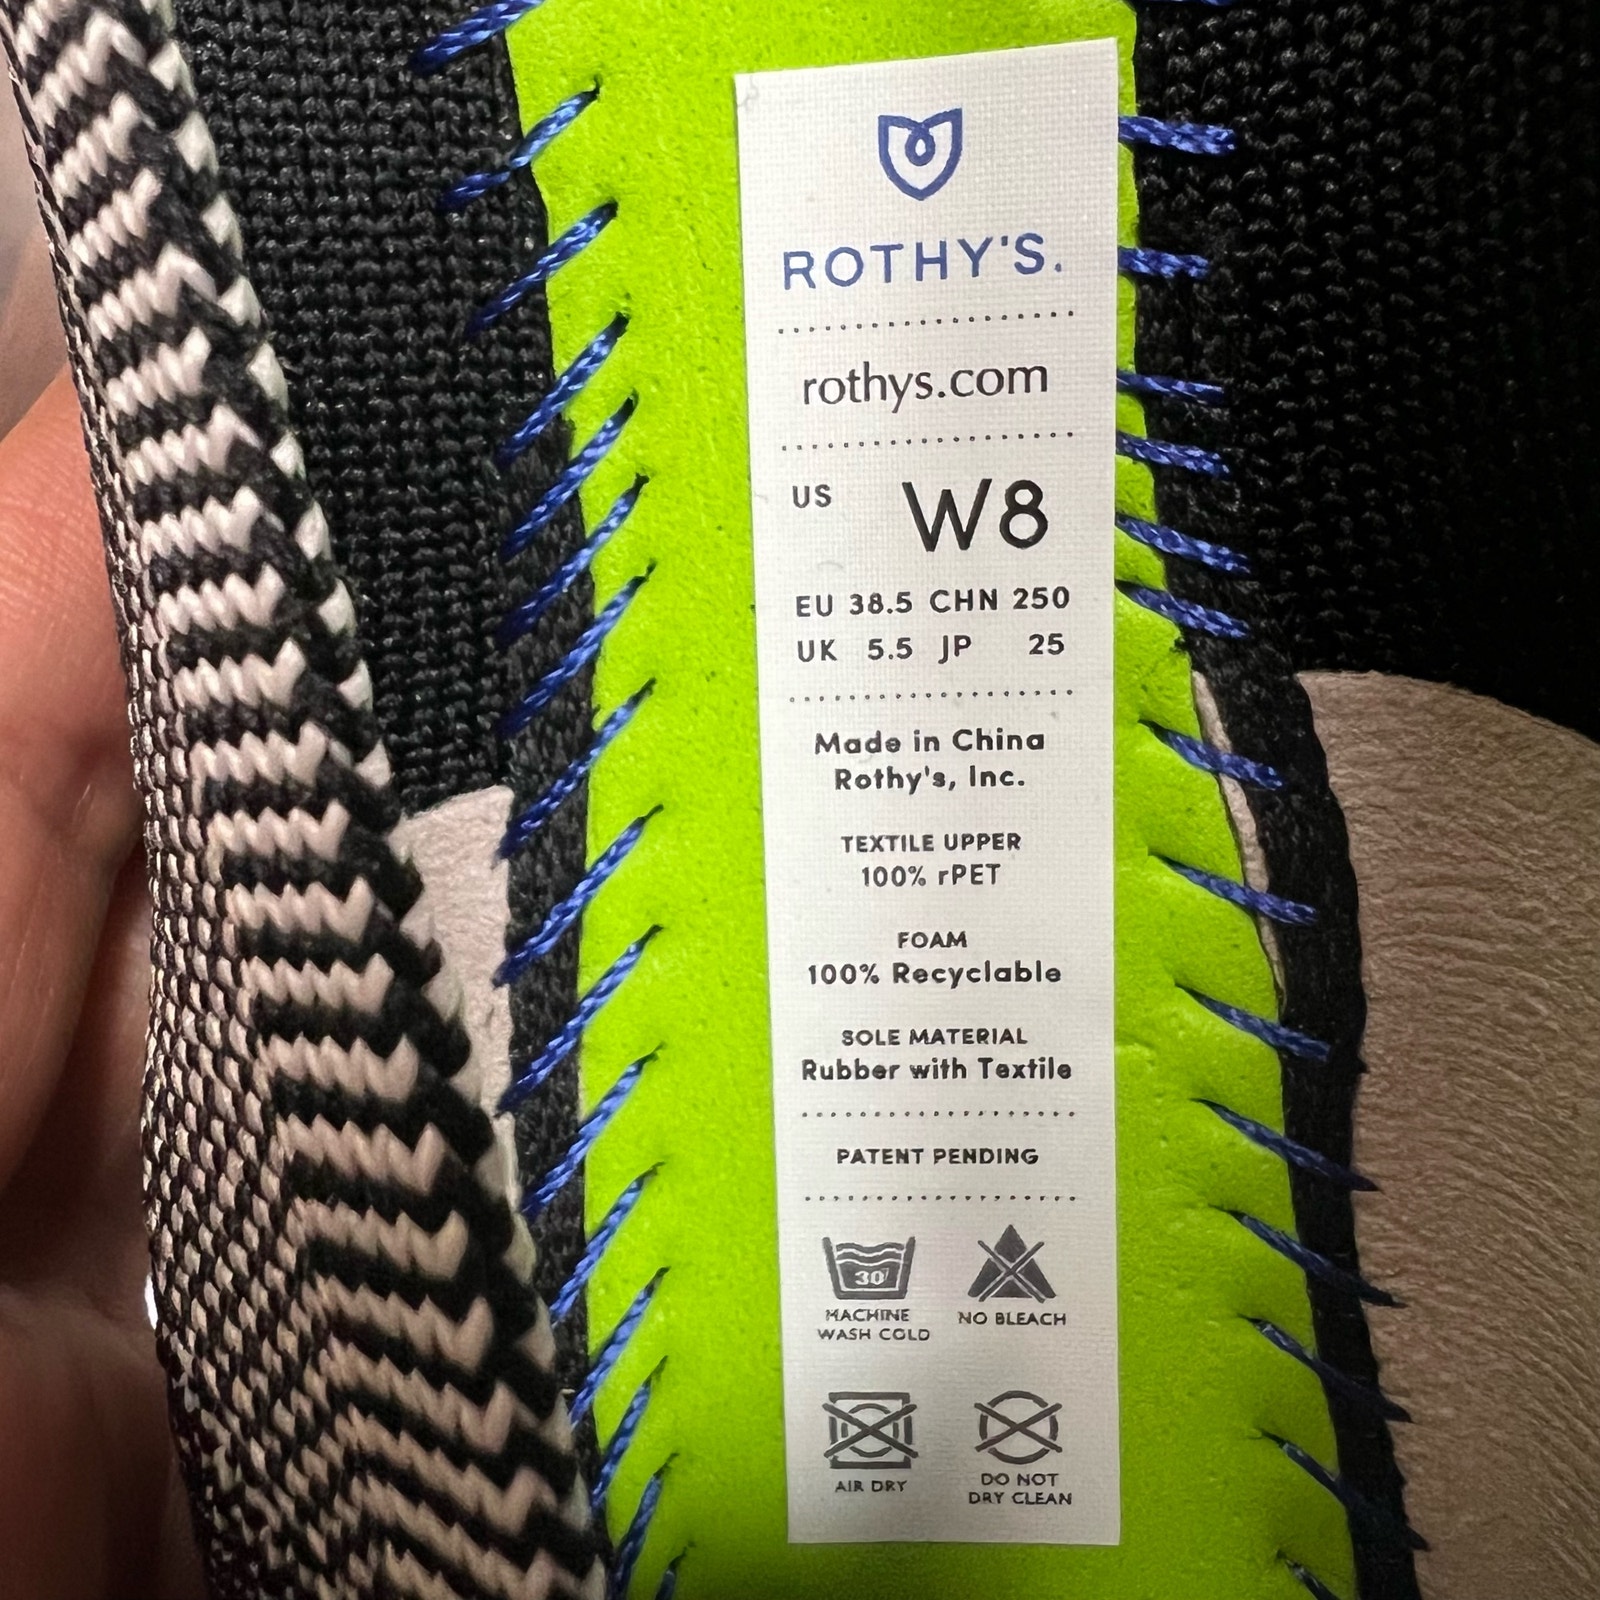 ROTHY'S.
rothys.com
US W8
EU 38.5 CHN 250
UK 5.5 JP 25
Made in China
Rothy's, Inc.
TEXTILE UPPER
100% rPET
FOAM
100% Recyclable
SOLE MATERIAL
Rubber with Textile
PATENT PENDING
30
MACHINE
WASH COLD
NO BLEACH
AIR DRY
DO NOT
DRY CLEAN